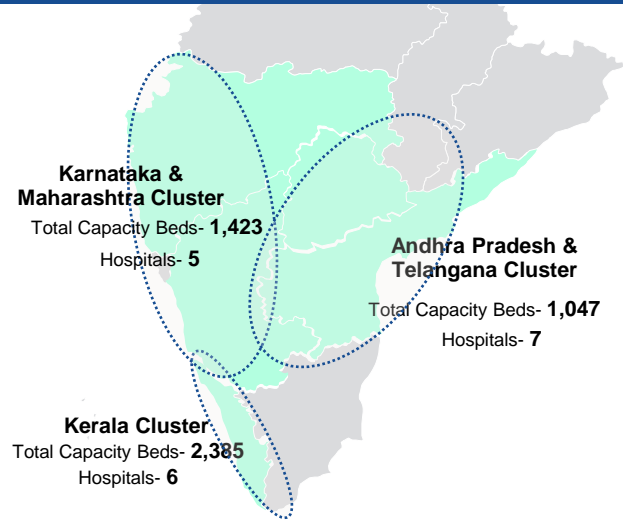 Karnataka &
Maharashtra Cluster
Total Capacity Beds- 1,423
Hospitals- 5
Andhra Pradesh &
Telangana Cluster
Total Capacity Beds- 1,047
Hospitals- 7
Kerala Cluster
Total Capacity Beds- 2,385
Hospitals- 6